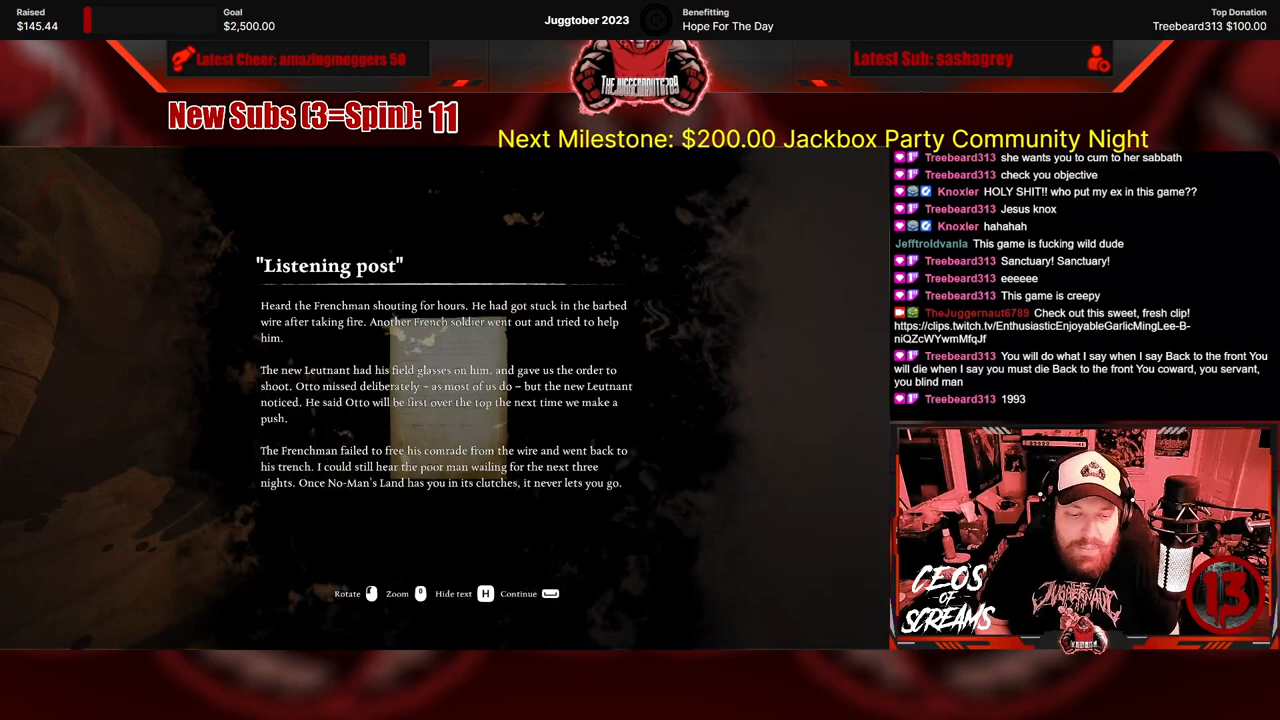 Raised
$145.44
Goal
$2,500.00
Juggtober 2023
Benefitting
Hope For The Day
Top Donation
Treebeard313 $100.00
Latest Cheer: amazingmeggers 50
THEJUGGERNAUT6789
Latest Sub: sashagrey
New Subs (3=Spin): 11
Next Milestone: $200.00 Jackbox Party Community Night
"Listening post"
Heard the Frenchman shouting for hours. He had got stuck in the barbed
wire after taking fire. Another French soldier went out and tried to help
him.
The new Leutnant had his field glasses on him, and gave us the order to
shoot. Otto missed deliberately – as most of us do – but the new Leutnant
noticed. He said Otto will be first over the top the next time we make a
push.
The Frenchman failed to free his comrade from the wire and went back to
his trench. I could still hear the poor man wailing for the next three
nights. Once No-Man's Land has you in its clutches, it never lets you go.
Rotate Zoom Hide text H Continue
Treebeard313 she wants you to cum to her sabbath
Treebeard313 check you objective
Knoxler HOLY SHIT!! who put my ex in this game??
Treebeard313 Jesus knox
Knoxler hahahah
Jefftroldvania This game is fucking wild dude
Treebeard313 Sanctuary! Sanctuary!
Treebeard313 eeeeee
Treebeard313 This game is creepy
TheJuggernaut6789 Check out this sweet, fresh clip!
https://clips.twitch.tv/EnthusiasticEnjoyableGarlicMingLee-B-
niQZcWYwmMfqJf
Treebeard313 You will do what I say when I say Back to the front You
will die when I say you must die Back to the front You coward, you servant,
you blind man
Treebeard313 1993
CEOS
OF
SCREAMS
THE
JUGGERNAUT
13